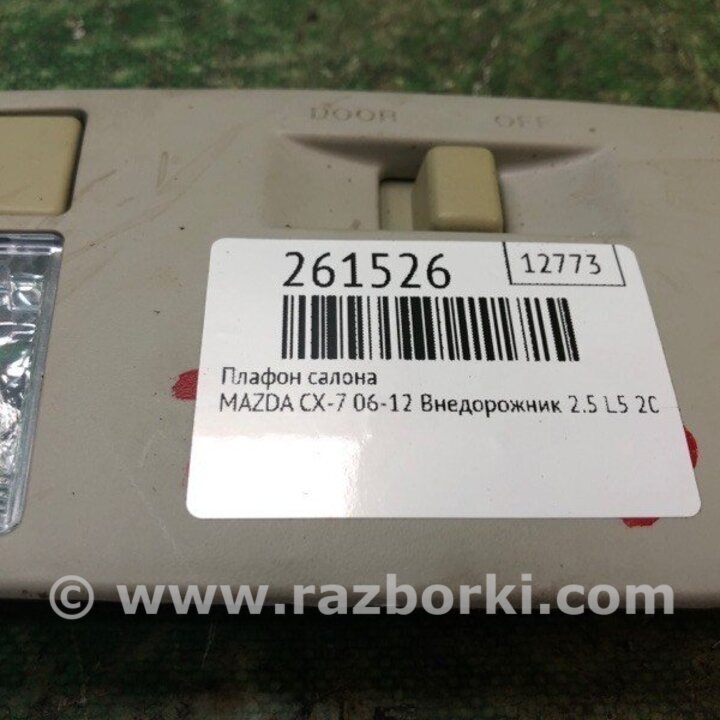 DOOR OFF
261526 12773
Плафон салона
MAZDA CX-7 06-12 Внедорожник 2.5 L5 2C
© www.razborki.com